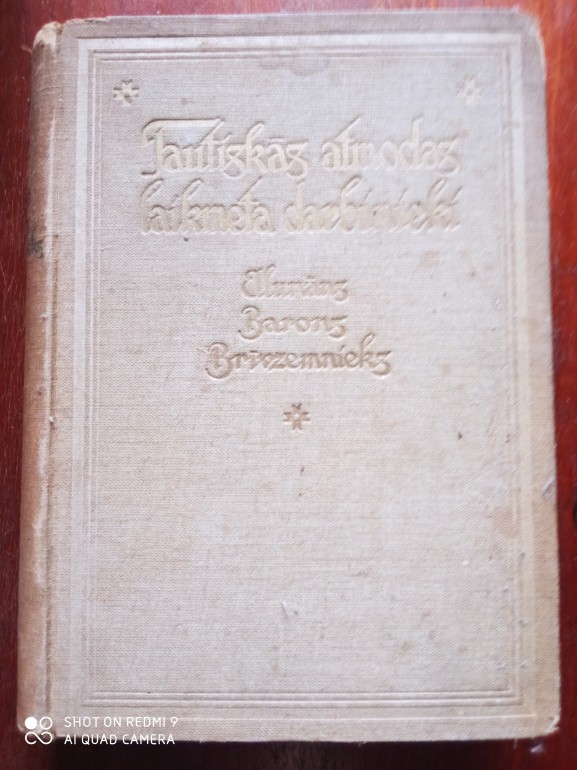 Tautiskās atmodas
laikmeta darbinieki
Alunāns
Barons
Brīvzemnieks
SHOT ON REDMI 9
AI QUAD CAMERA